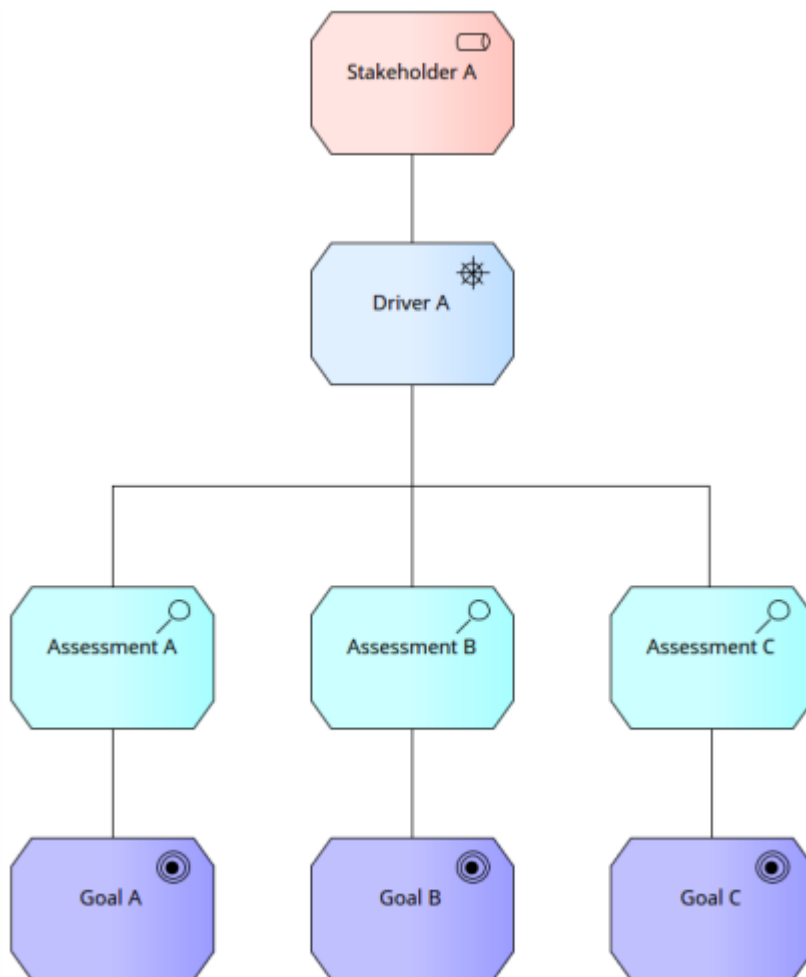 Stakeholder A
Driver A
Assessment A
Assessment B
Assessment C
Goal A
Goal B
Goal C